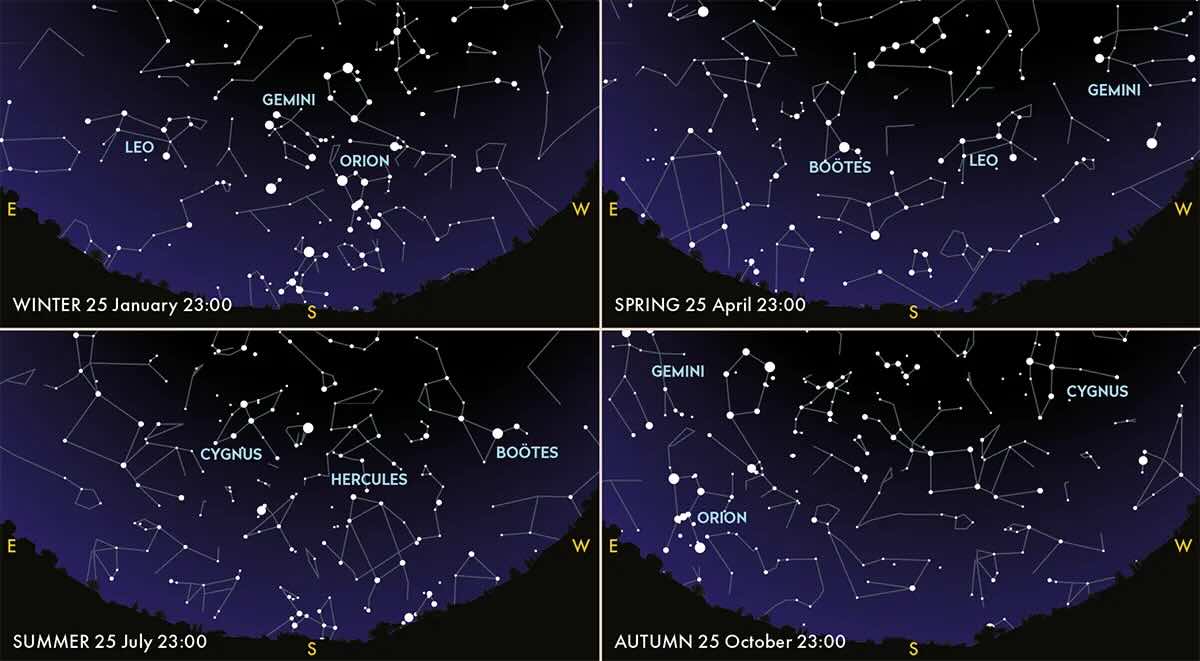 GEMINI
LEO
ORION
E
W
S
WINTER 25 January 23:00
GEMINI
BOÖTES
LEO
E
W
S
SPRING 25 April 23:00
CYGNUS
BOÖTES
HERCULES
E
W
S
SUMMER 25 July 23:00
GEMINI
CYGNUS
ORION
E
W
S
AUTUMN 25 October 23:00